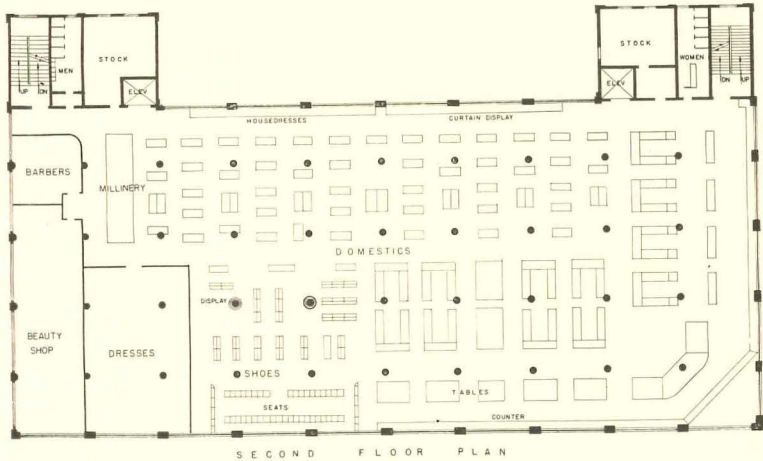 STOCK
MEN
UP
DN
ELEV
STOCK
WOMEN
ELEV
DN
UP
HOUSEDRESSES
CURTAIN DISPLAY
BARBERS
MILLINERY
DOMESTICS
DISPLAY
BEAUTY
SHOP
DRESSES
SHOES
TABLES
SEATS
COUNTER
SECOND FLOOR PLAN